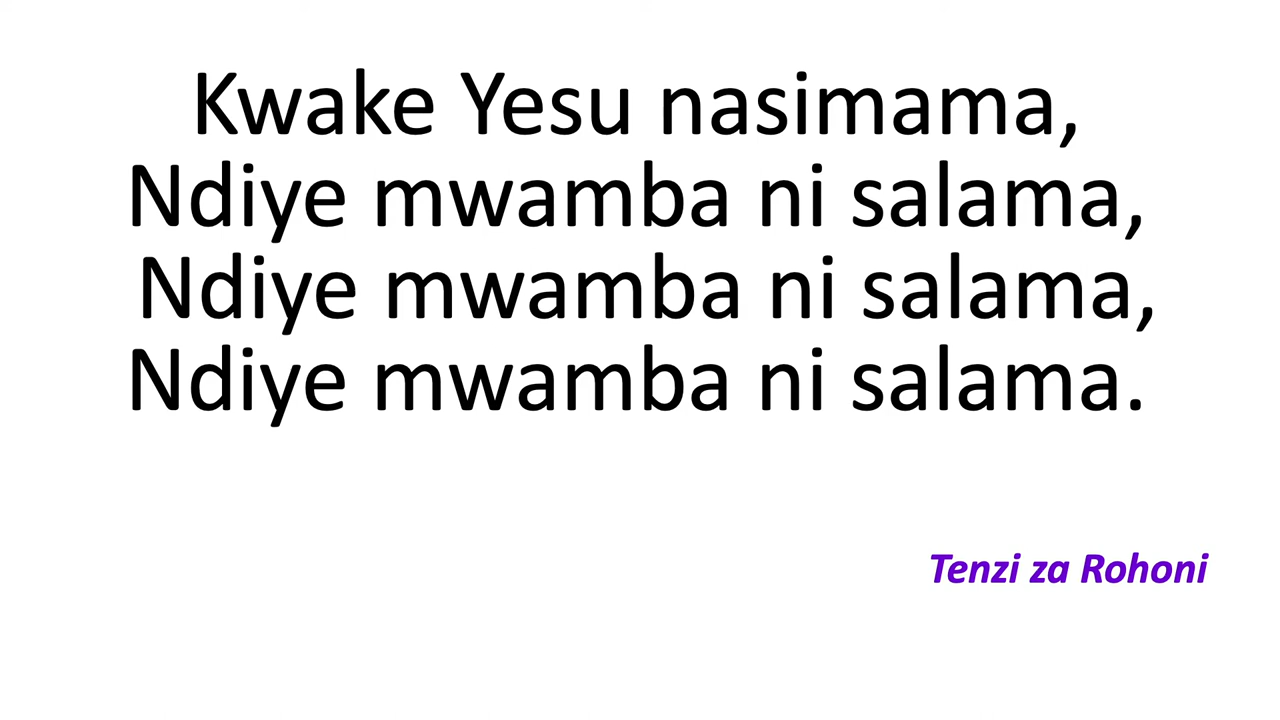 Kwake Yesu nasimama,
Ndiye mwamba ni salama,
Ndiye mwamba ni salama,
Ndiye mwamba ni salama.
Tenzi za Rohoni